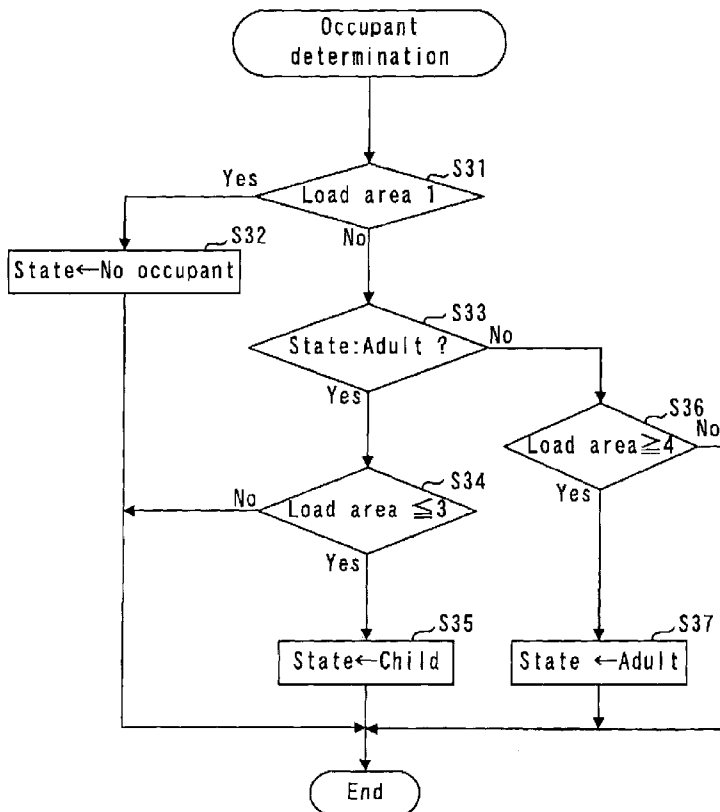 Occupant
determination
S31
Yes
Load area 1
No
S32
State←No occupant
S33
No
State:Adult ?
Yes
S36
No
Load area≧4
Yes
S34
No
Load area ≦3
Yes
S35
State←Child
S37
State ←Adult
End